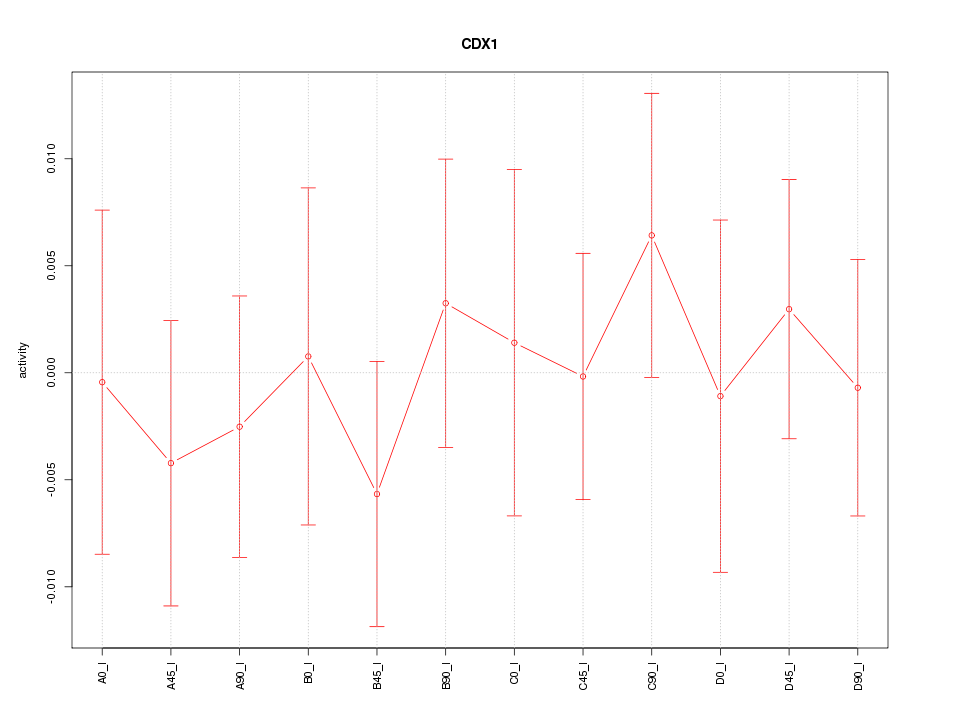 CDX1
activity
0.010
0.005
0.000
-0.005
-0.010
A0_I
A45_I
A90_I
B0_I
B45_I
B90_I
C0_I
C45_I
C90_I
D0_I
D45_I
D90_I